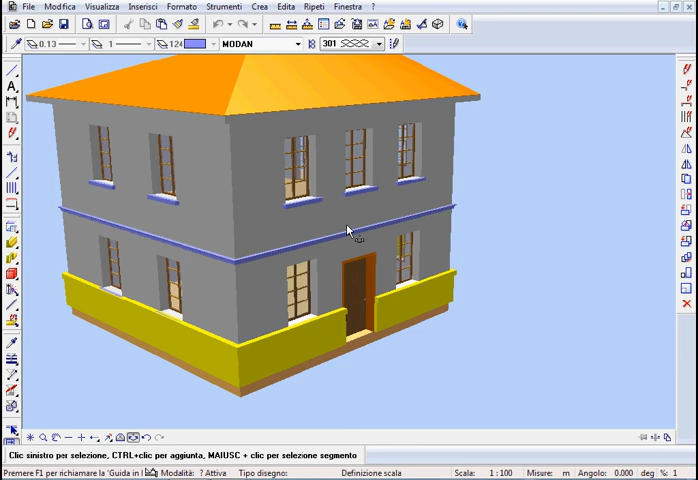 File Modifica Visualizza Inserisci Formato Strumenti Crea Edita Ripeti Finestra ?
0.13 1 124 MODAN 301
Clic sinistro per selezione, CTRL+clic per aggiunta, MAIUSC + clic per selezione segmento
Premere F1 per richiamare la 'Guida in l Modalità: ? Attiva Tipo disegno: Definizione scala Scala: 1 : 100 Misure: m Angolo: 0.000 deg %: 1